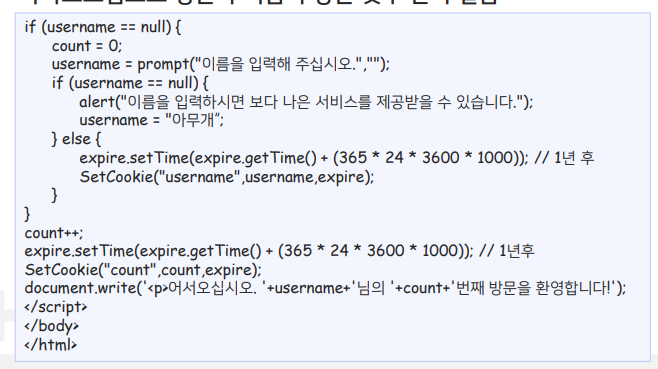 if (username == null) {
count = 0;
username = prompt("이름을 입력해 주십시오.","");
if (username == null) {
alert("이름을 입력하시면 보다 나은 서비스를 제공받을 수 있습니다.");
username = "아무개";
} else {
expire.setTime(expire.getTime() + (365 * 24 * 3600 * 1000)); // 1년 후
SetCookie("username",username,expire);
}
}
count++;
expire.setTime(expire.getTime() + (365 * 24 * 3600 * 1000)); // 1년후
SetCookie("count",count,expire);
document.write('<p>어서오십시오. '+username+'님의 '+count+'번째 방문을 환영합니다!');
</script>
</body>
</html>